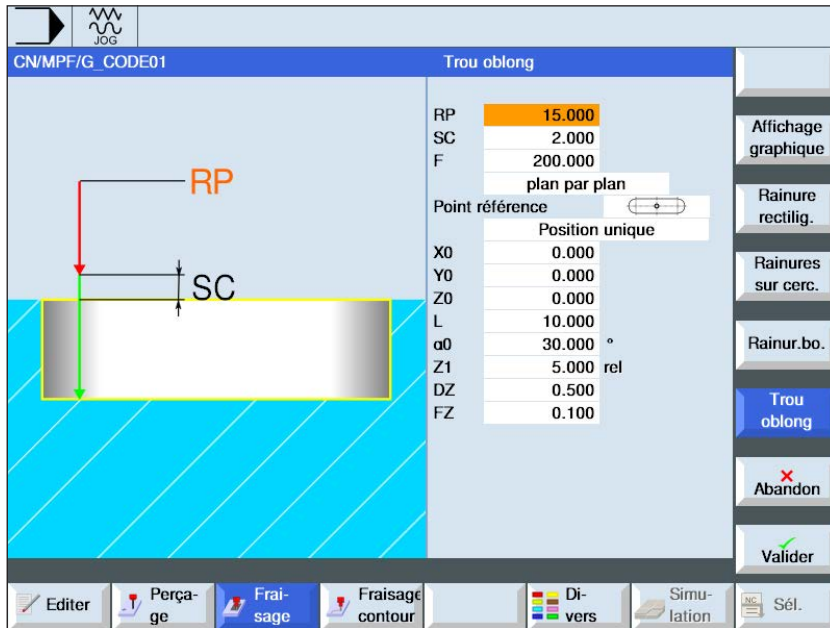 JOG
CN/MPF/G_CODE01
Trou oblong
RP
SC
RP 15.000
SC 2.000
F 200.000
plan par plan
Point référence
Position unique
X0 0.000
Y0 0.000
Z0 0.000
L 10.000
α0 30.000 °
Z1 5.000 rel
DZ 0.500
FZ 0.100
Affichage
graphique
Rainure
rectilig.
Rainures
sur cerc.
Rainur.bo.
Trou
oblong
Abandon
Valider
Editer
Perça-
ge
Frai-
sage
Fraisage
contour
Di-
vers
Simu-
lation
NC
Sél.